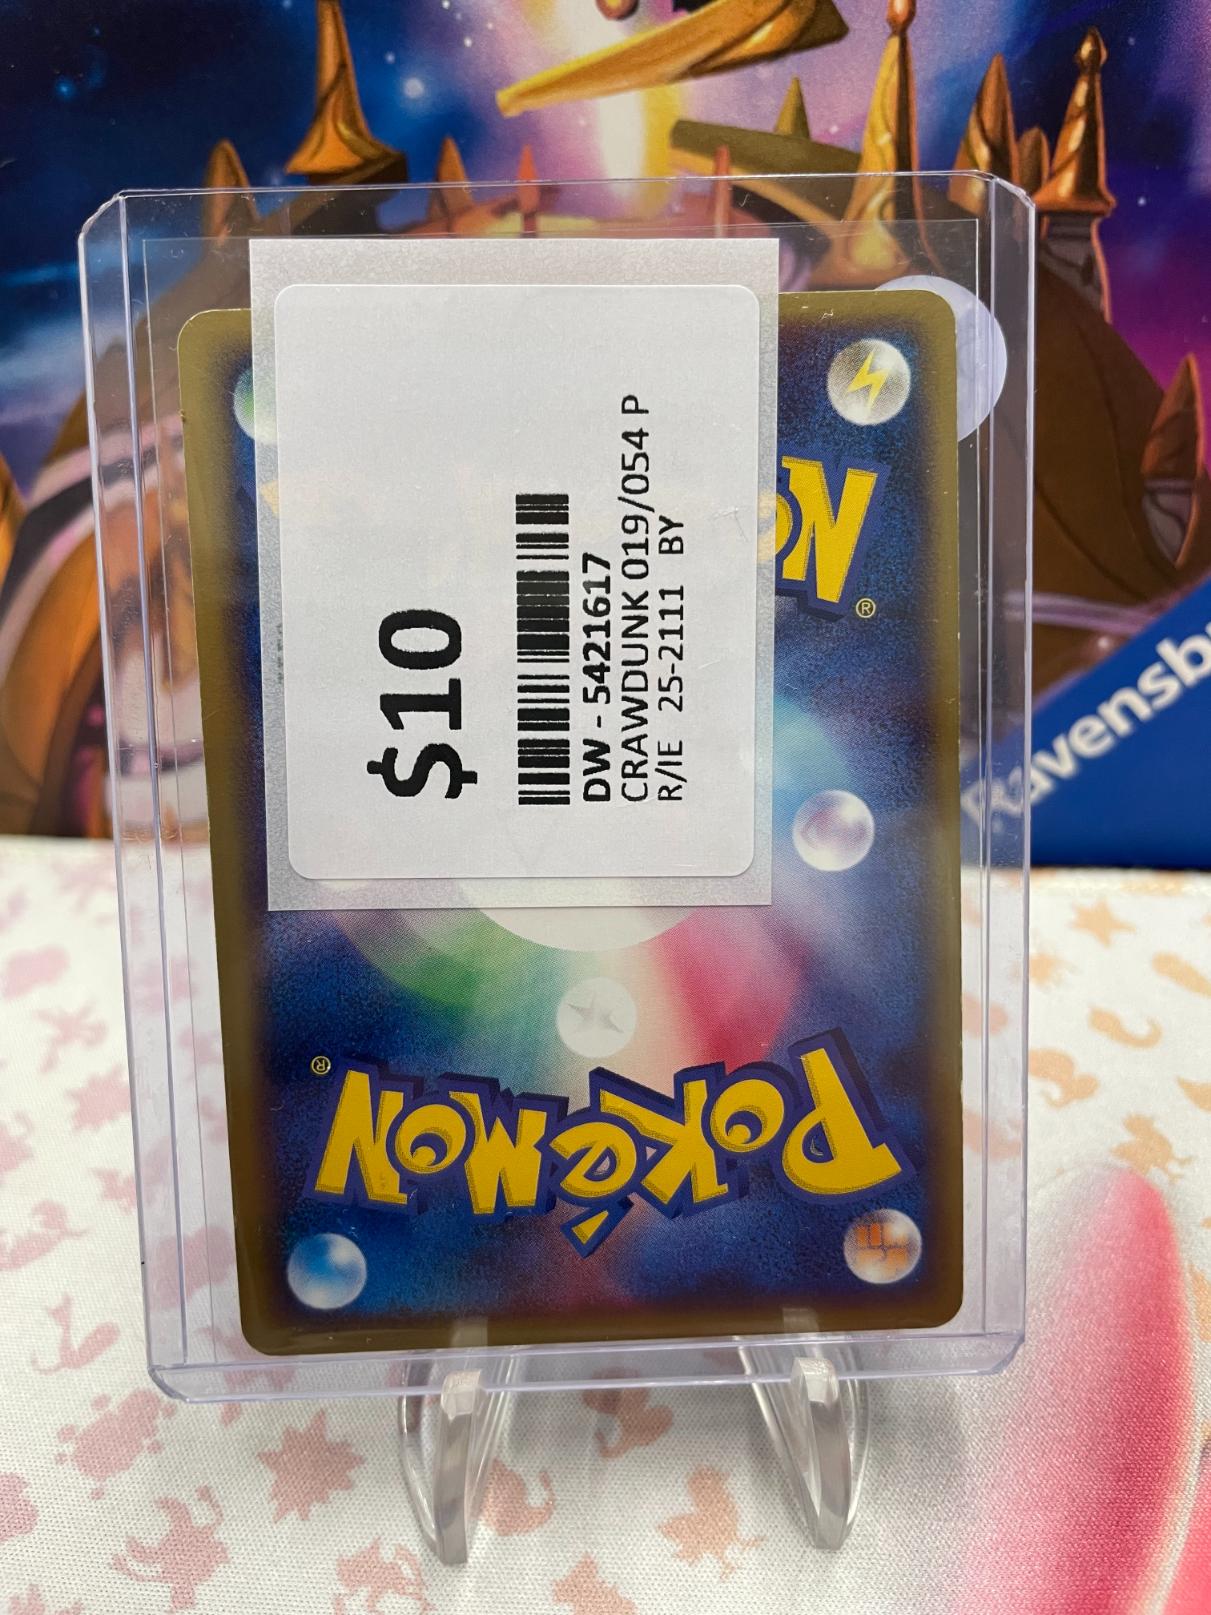 $10
DW - 5421617
CRAWDUNK 019/054 P
R/IE 25-2111 BY
®
POKéMON
®
Ravensb